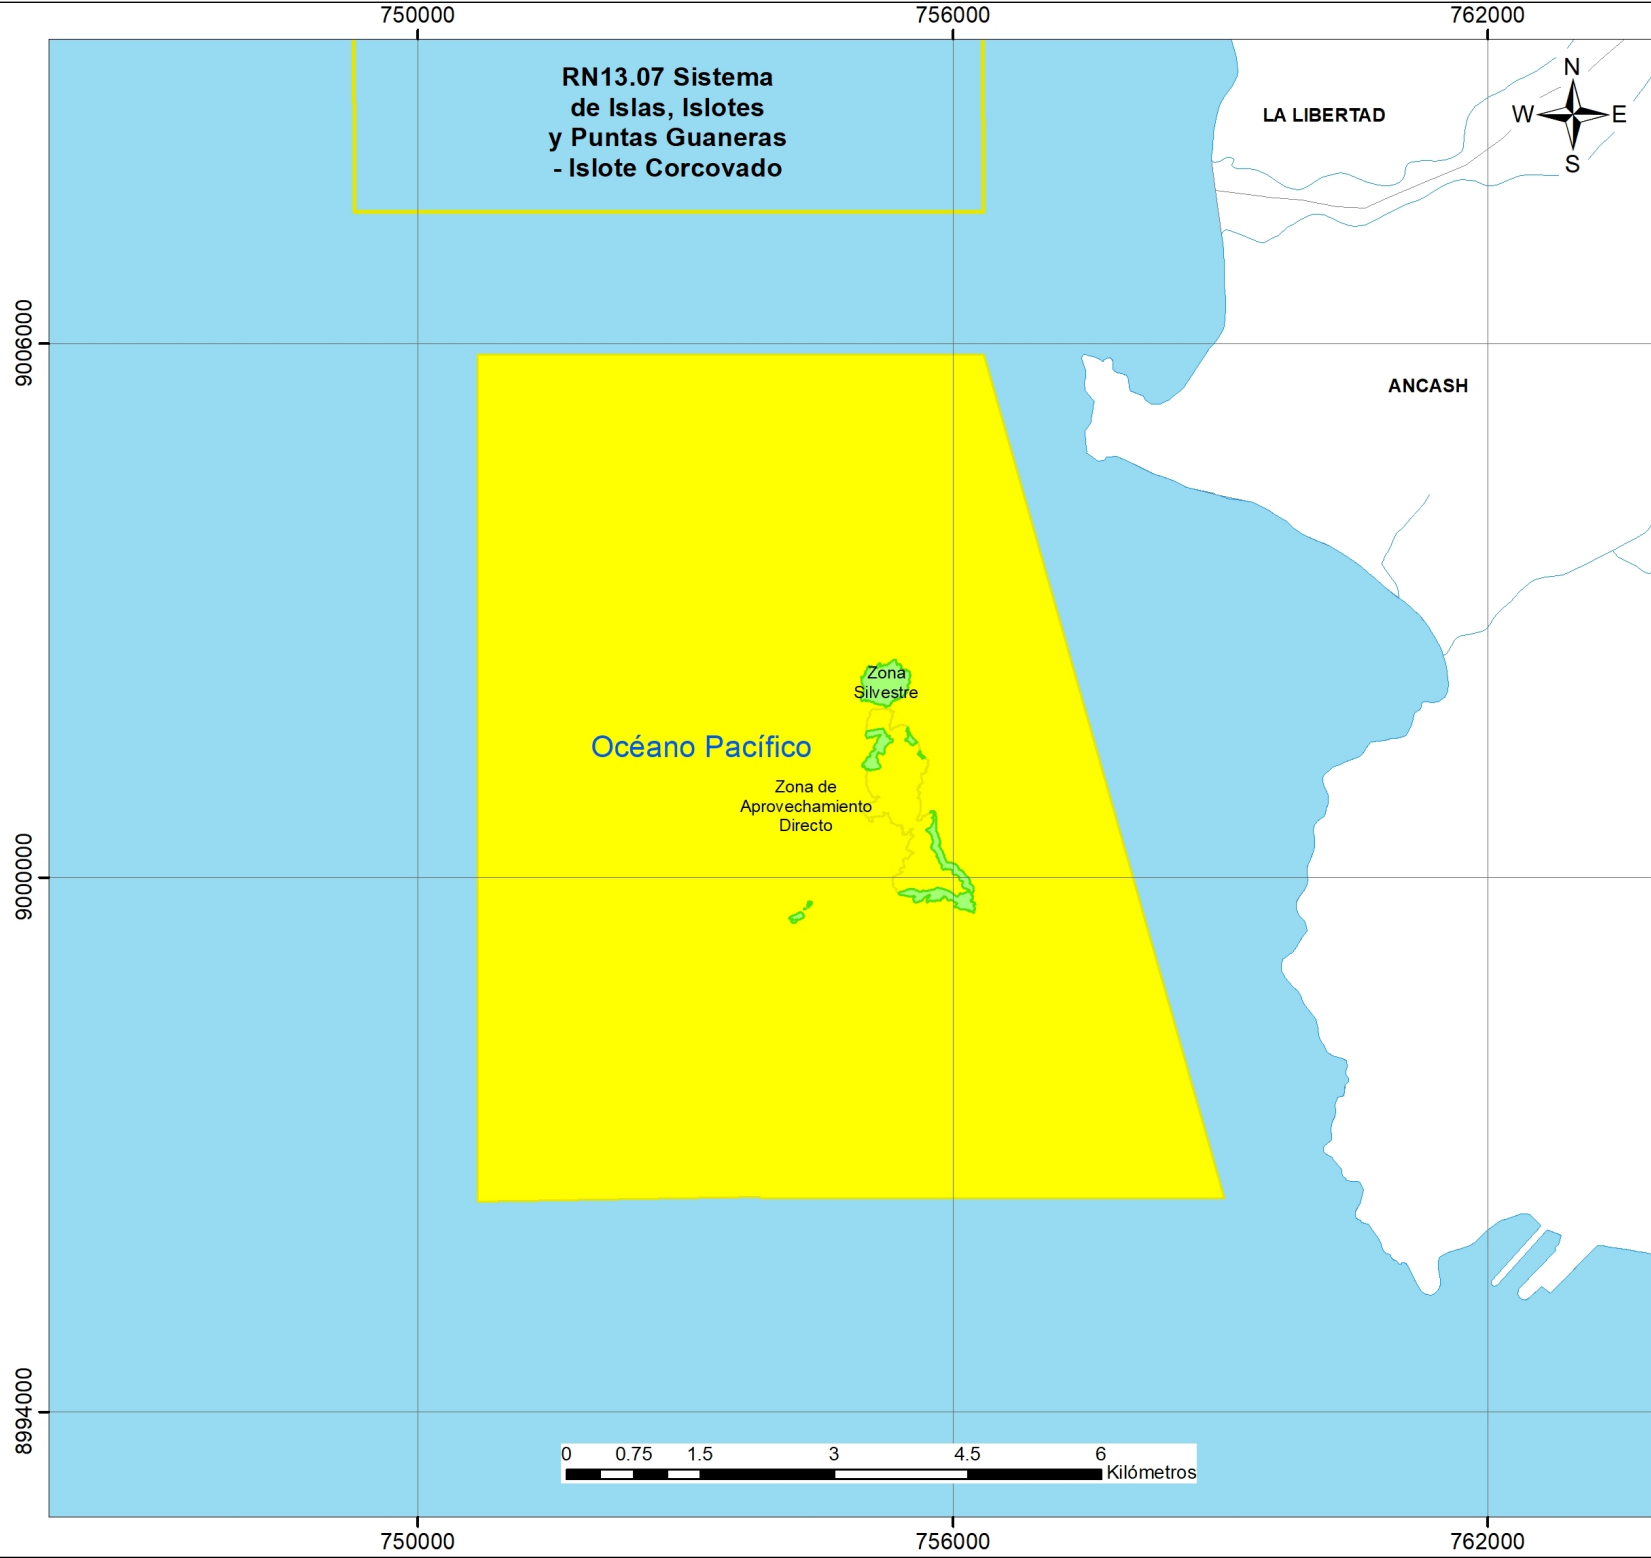 750000
756000
762000
RN13.07 Sistema
de Islas, Islotes
y Puntas Guaneras
- Islote Corcovado
LA LIBERTAD
N
W
E
S
9006000
ANCASH
Zona
Silvestre
Océano Pacífico
Zona de
Aprovechamiento
Directo
9000000
8994000
0 0.75 1.5 3 4.5 6
Kilómetros
750000
756000
762000